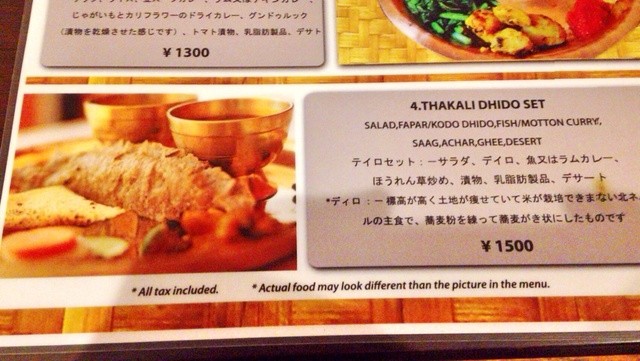 じゃがいもとカリフラワーのドライカレー、グンドゥルック
（漬物を乾燥させた感じです）、トマト漬物、乳脂肪製品、デザト
￥1300
4.THAKALI DHIDO SET
SALAD,FAPAR/KODO DHIDO,FISH/MOTTON CURRY,
SAAG,ACHAR,GHEE,DESERT
テイロセット：ーサラダ、デイロ、魚又はラムカレー、
ほうれん草炒め、漬物、乳脂肪製品、デサート
*ディロ：ー標高が高く土地が痩せていて米が栽培できまない北ネ
ルの主食で、蕎麦粉を練って蕎麦がき状にしたものです
￥1500
* All tax included.
* Actual food may look different than the picture in the menu.